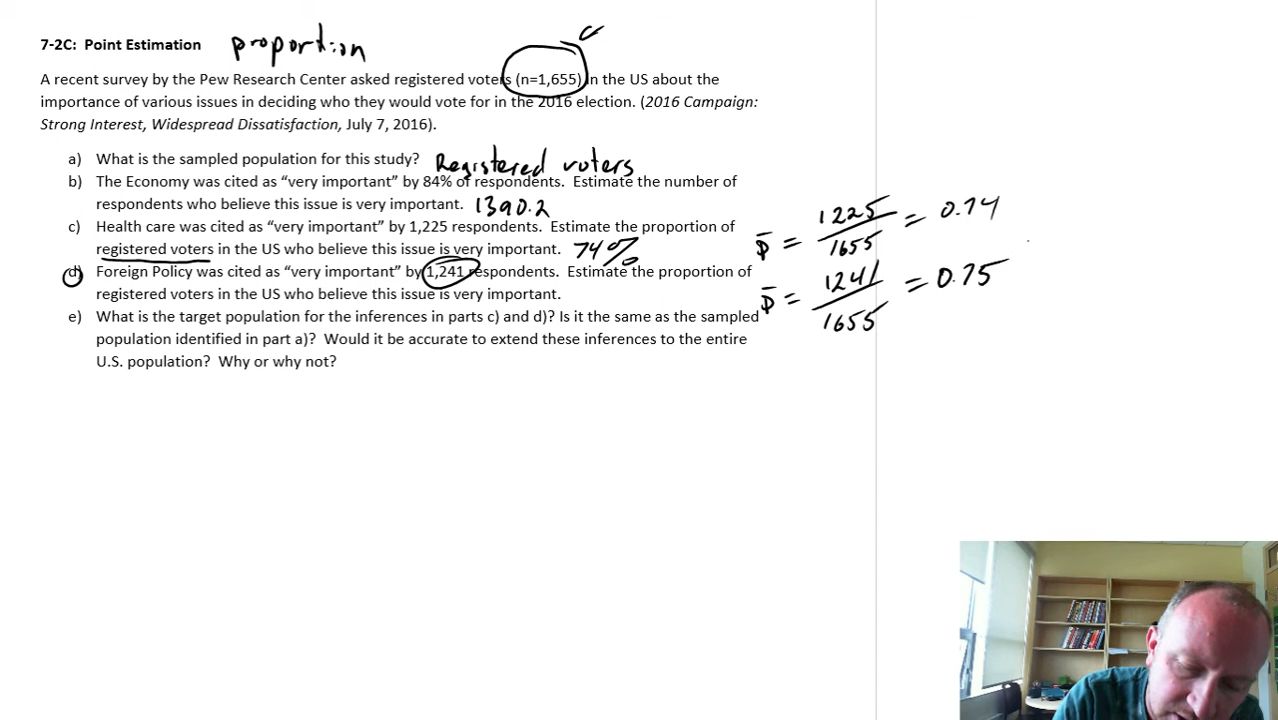 7-2C: Point Estimation proportion
A recent survey by the Pew Research Center asked registered voters (n=1,655) in the US about the
importance of various issues in deciding who they would vote for in the 2016 election. (2016 Campaign:
Strong Interest, Widespread Dissatisfaction, July 7, 2016).
a) What is the sampled population for this study? Registered voters
b) The Economy was cited as “very important” by 84% of respondents. Estimate the number of
respondents who believe this issue is very important. 1390.2
c) Health care was cited as “very important” by 1,225 respondents. Estimate the proportion of
registered voters in the US who believe this issue is very important. 74%
d) Foreign Policy was cited as “very important” by 1,241 respondents. Estimate the proportion of
registered voters in the US who believe this issue is very important.
e) What is the target population for the inferences in parts c) and d)? Is it the same as the sampled
population identified in part a)? Would it be accurate to extend these inferences to the entire
U.S. population? Why or why not?
p̄ = 1225/1655 = 0.74
p̄ = 1241/1655 = 0.75